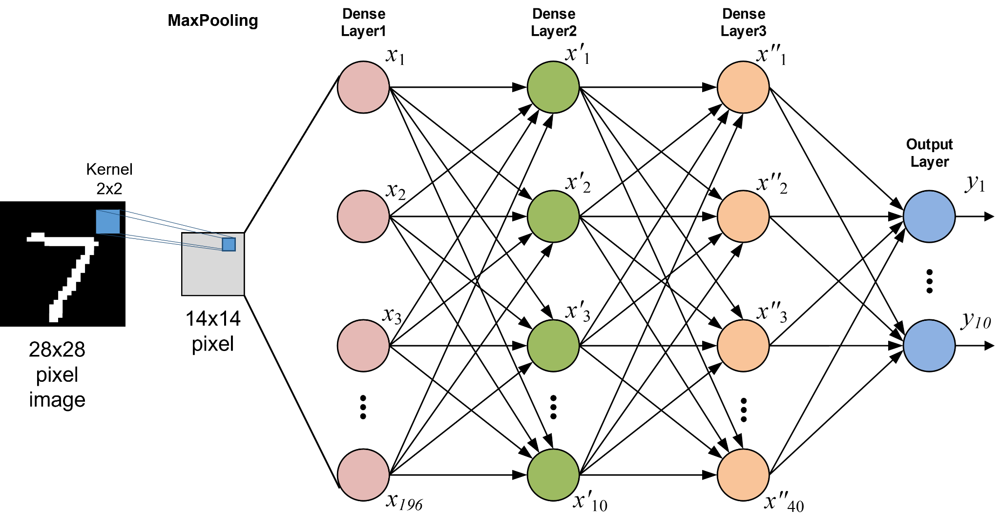 MaxPooling
Dense
Layer1
Dense
Layer2
Dense
Layer3
Output
Layer
Kernel
2x2
28x28
pixel
image
14x14
pixel
x1
x2
x3
x196
x′1
x′2
x′3
x′10
x″1
x″2
x″3
x″40
y1
y10